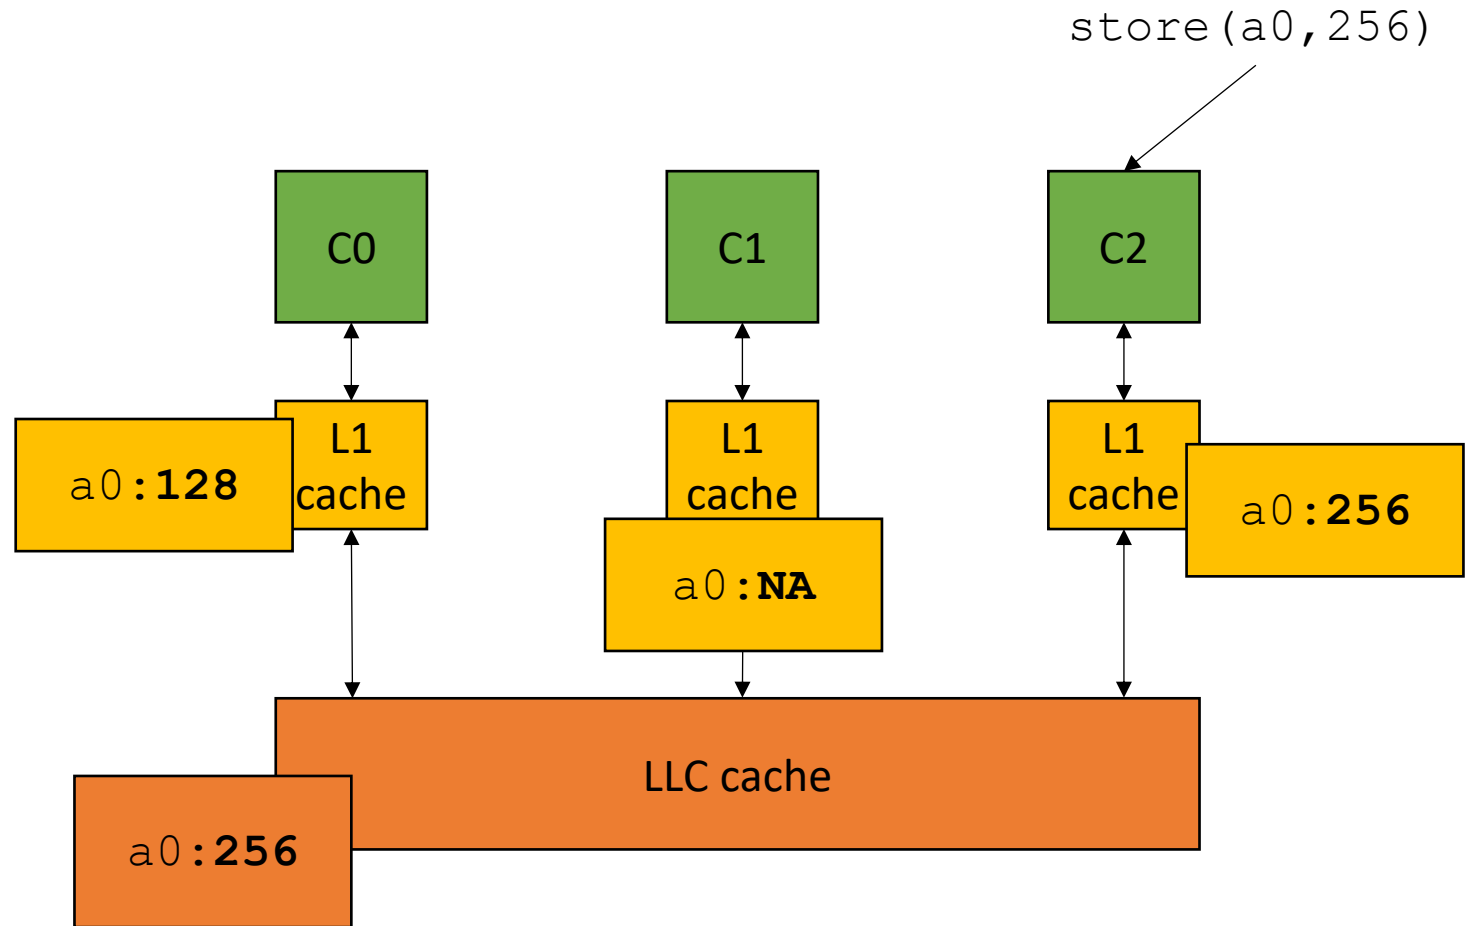 store(a0,256)
C0
C1
C2
L1
cache
L1
cache
L1
cache
a0:128
a0:NA
a0:256
LLC cache
a0:256